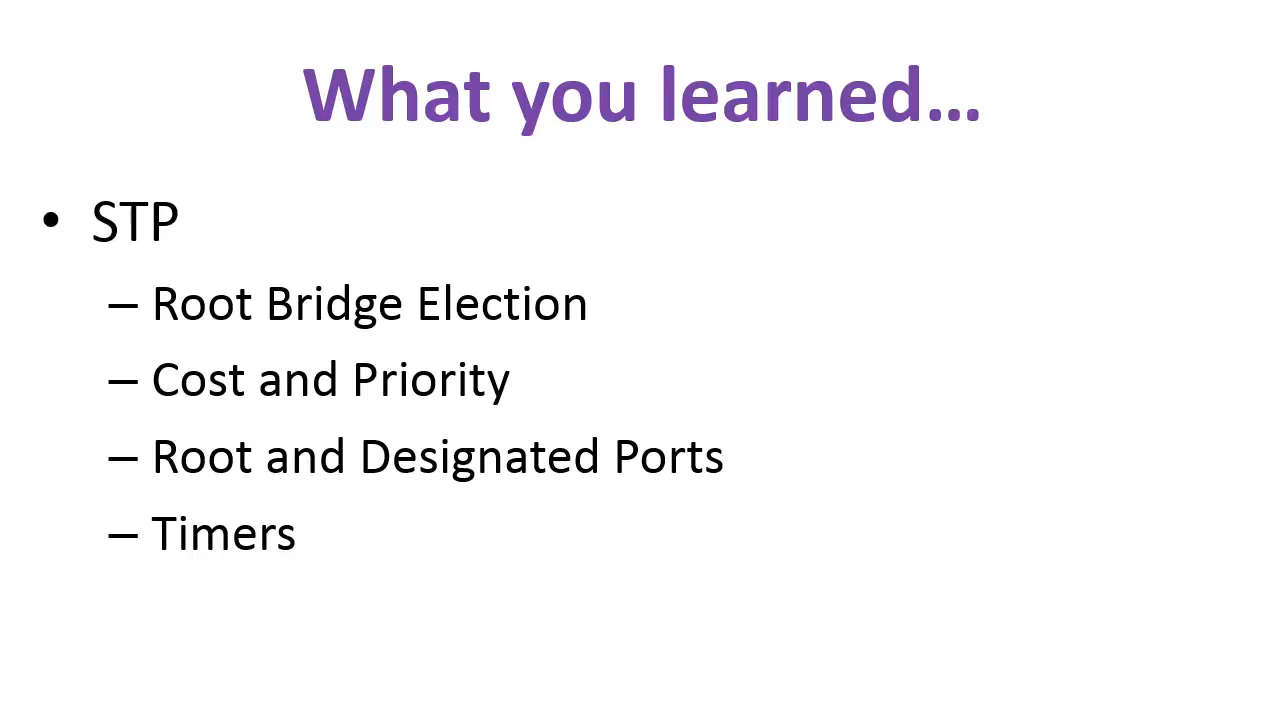 What you learned…
• STP
– Root Bridge Election
– Cost and Priority
– Root and Designated Ports
– Timers